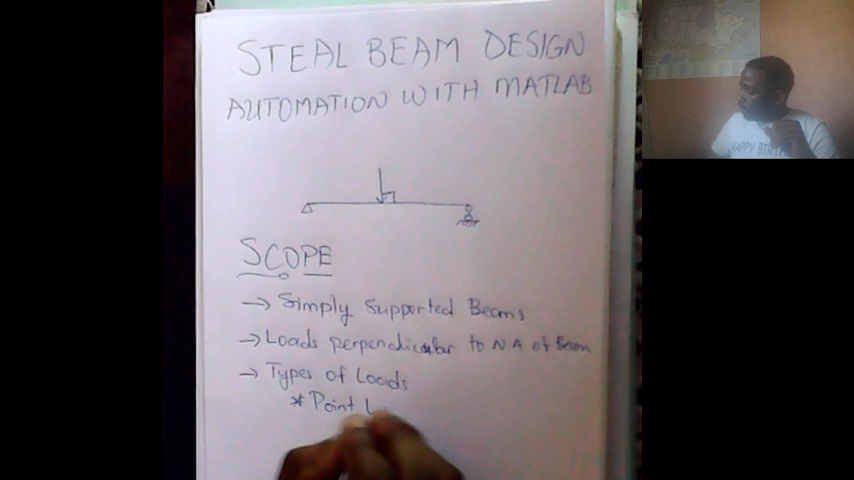 STEAL BEAM DESIGN
AUTOMATION WITH MATLAB
SCOPE
→ Simply Supported Beams
→ Loads perpendicular to N A of Beam
→ Types of Loads
* Point L
HAPPY